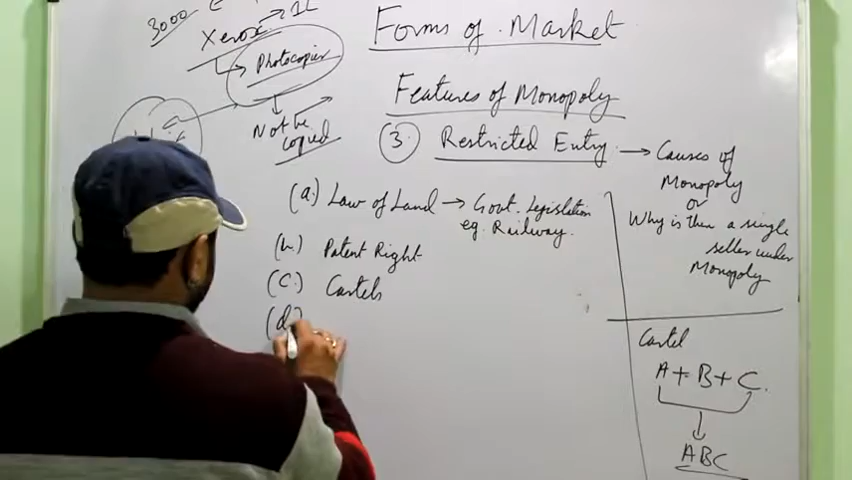 3000
Xerox
Photocopier
Not be
copied
Forms of Market
Features of Monopoly
(3.) Restricted Entry → Causes of
Monopoly
or
Why is then a single
seller under
Monopoly
(a.) Law of Land → Govt. Legislation
eg. Railway.
(b) Patent Right
(c.) Cartels
(d)
Cartel
A + B + C.
ABC